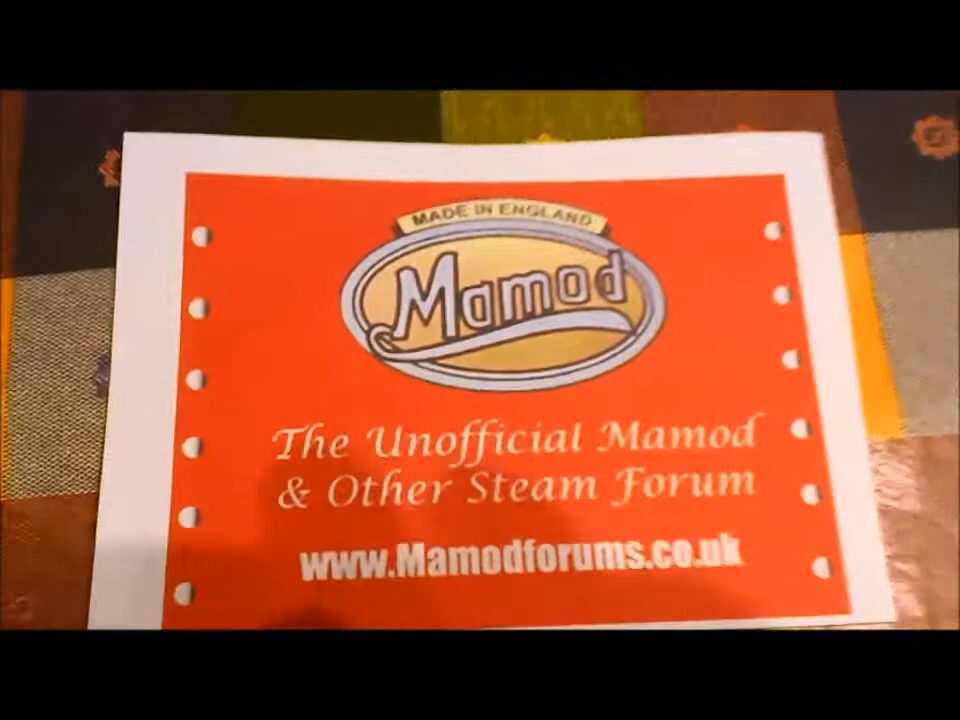 MADE IN ENGLAND
Mamod
The Unofficial Mamod
& Other Steam Forum
www.Mamodforums.co.uk